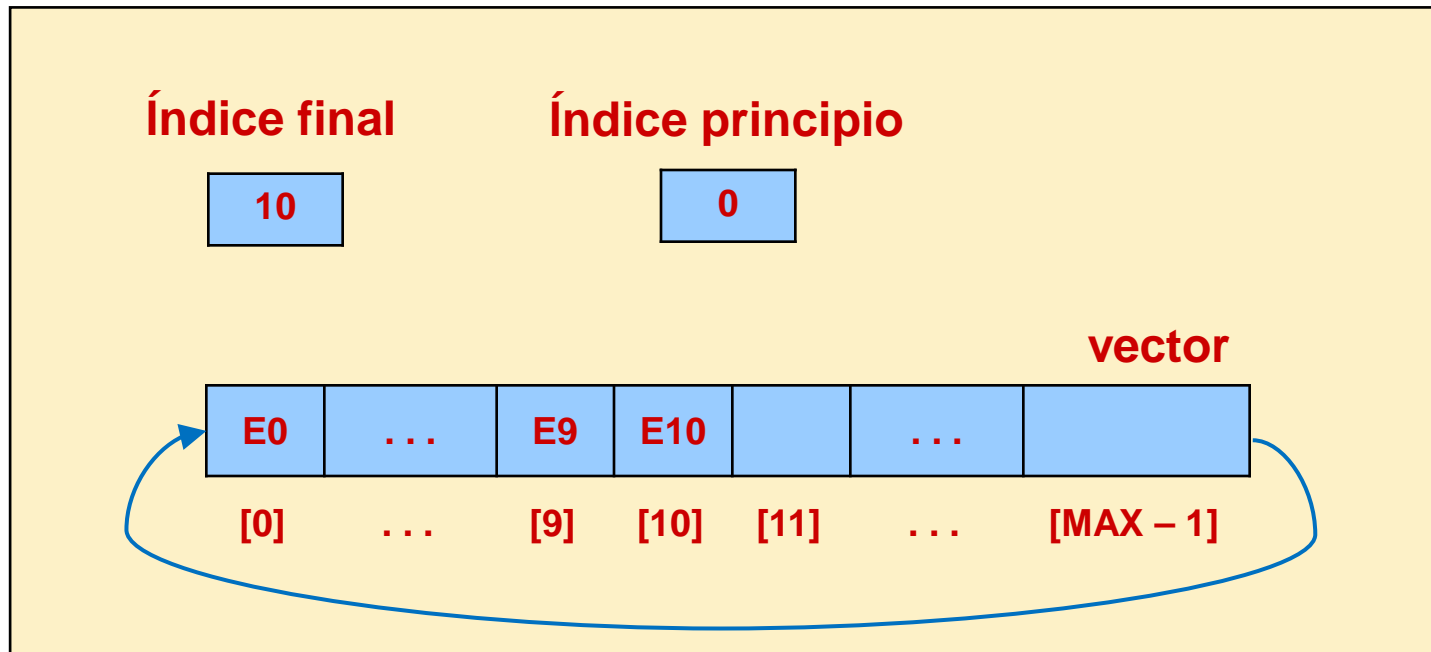 Índice final Índice principio
10 0
vector
E0 . . . E9 E10 . . .
[0] . . . [9] [10] [11] . . . [MAX – 1]